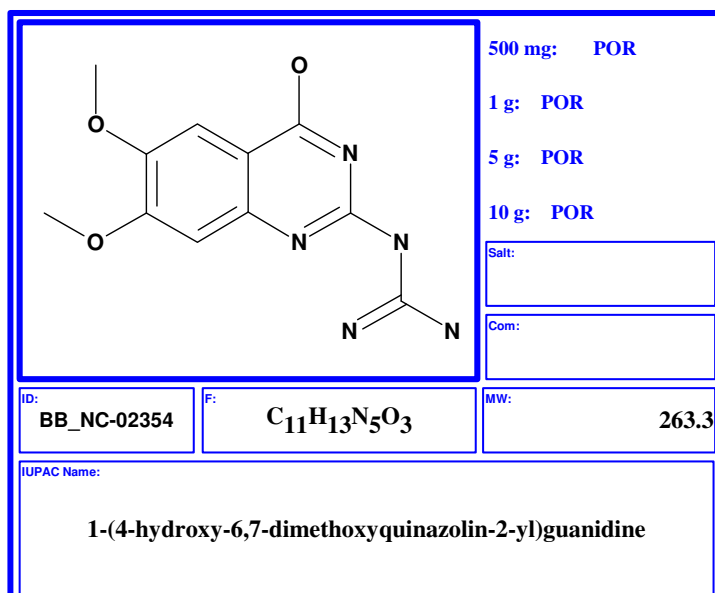 O
O
N
O
N
N
N
N
500 mg: POR
1 g: POR
5 g: POR
10 g: POR
Salt:
Com:
ID:
BB_NC-02354
F:
C11H13N5O3
MW:
263.3
IUPAC Name:
1-(4-hydroxy-6,7-dimethoxyquinazolin-2-yl)guanidine